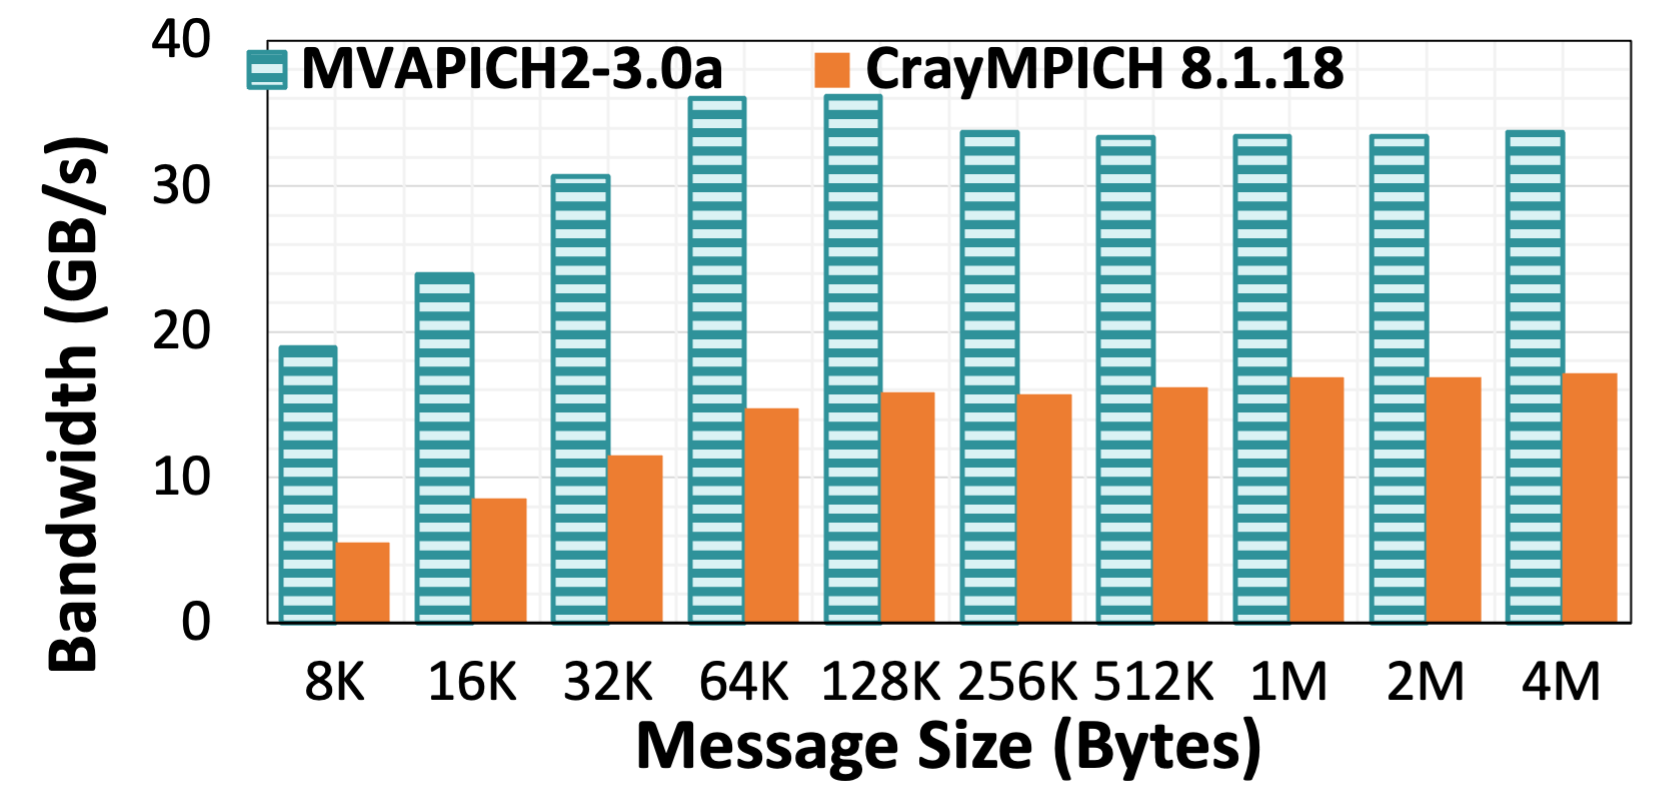 40
MVAPICH2-3.0a
CrayMPICH 8.1.18
30
20
10
0
Bandwidth (GB/s)
8K 16K 32K 64K 128K 256K 512K 1M 2M 4M
Message Size (Bytes)